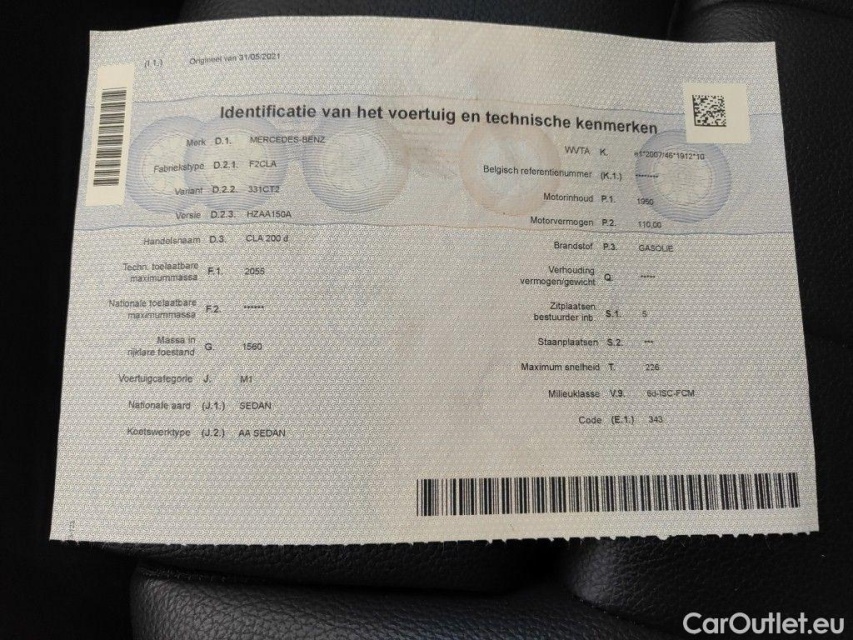 (I.1.) Origineel van 31/05/2021
Identificatie van het voertuig en technische kenmerken
Merk D.1. MERCEDES-BENZ
Fabriekstype D.2.1. F2CLA
Variant D.2.2. 331CT2
Versie D.2.3. HZAA150A
Handelsnaam D.3. CLA 200 d
Techn. toelaatbare
maximummassa F.1. 2055
Nationale toelaatbare
maximummassa F.2. ******
Massa in
rijklare toestand G. 1560
Voertuigcategorie J. M1
Nationale aard (J.1.) SEDAN
Koetswerktype (J.2.) AA SEDAN
WVTA K. e1*2007/46*1912*10
Belgisch referentienummer (K.1.) *******
Motorinhoud P.1. 1950
Motorvermogen P.2. 110,00
Brandstof P.3. GASOLIE
Verhouding
vermogen/gewicht Q. *****
Zitplaatsen
bestuurder inb. S.1. 5
Staanplaatsen S.2. ***
Maximum snelheid T. 226
Milieuklasse V.9. 6d-ISC-FCM
Code (E.1.) 343
CarOutlet.eu